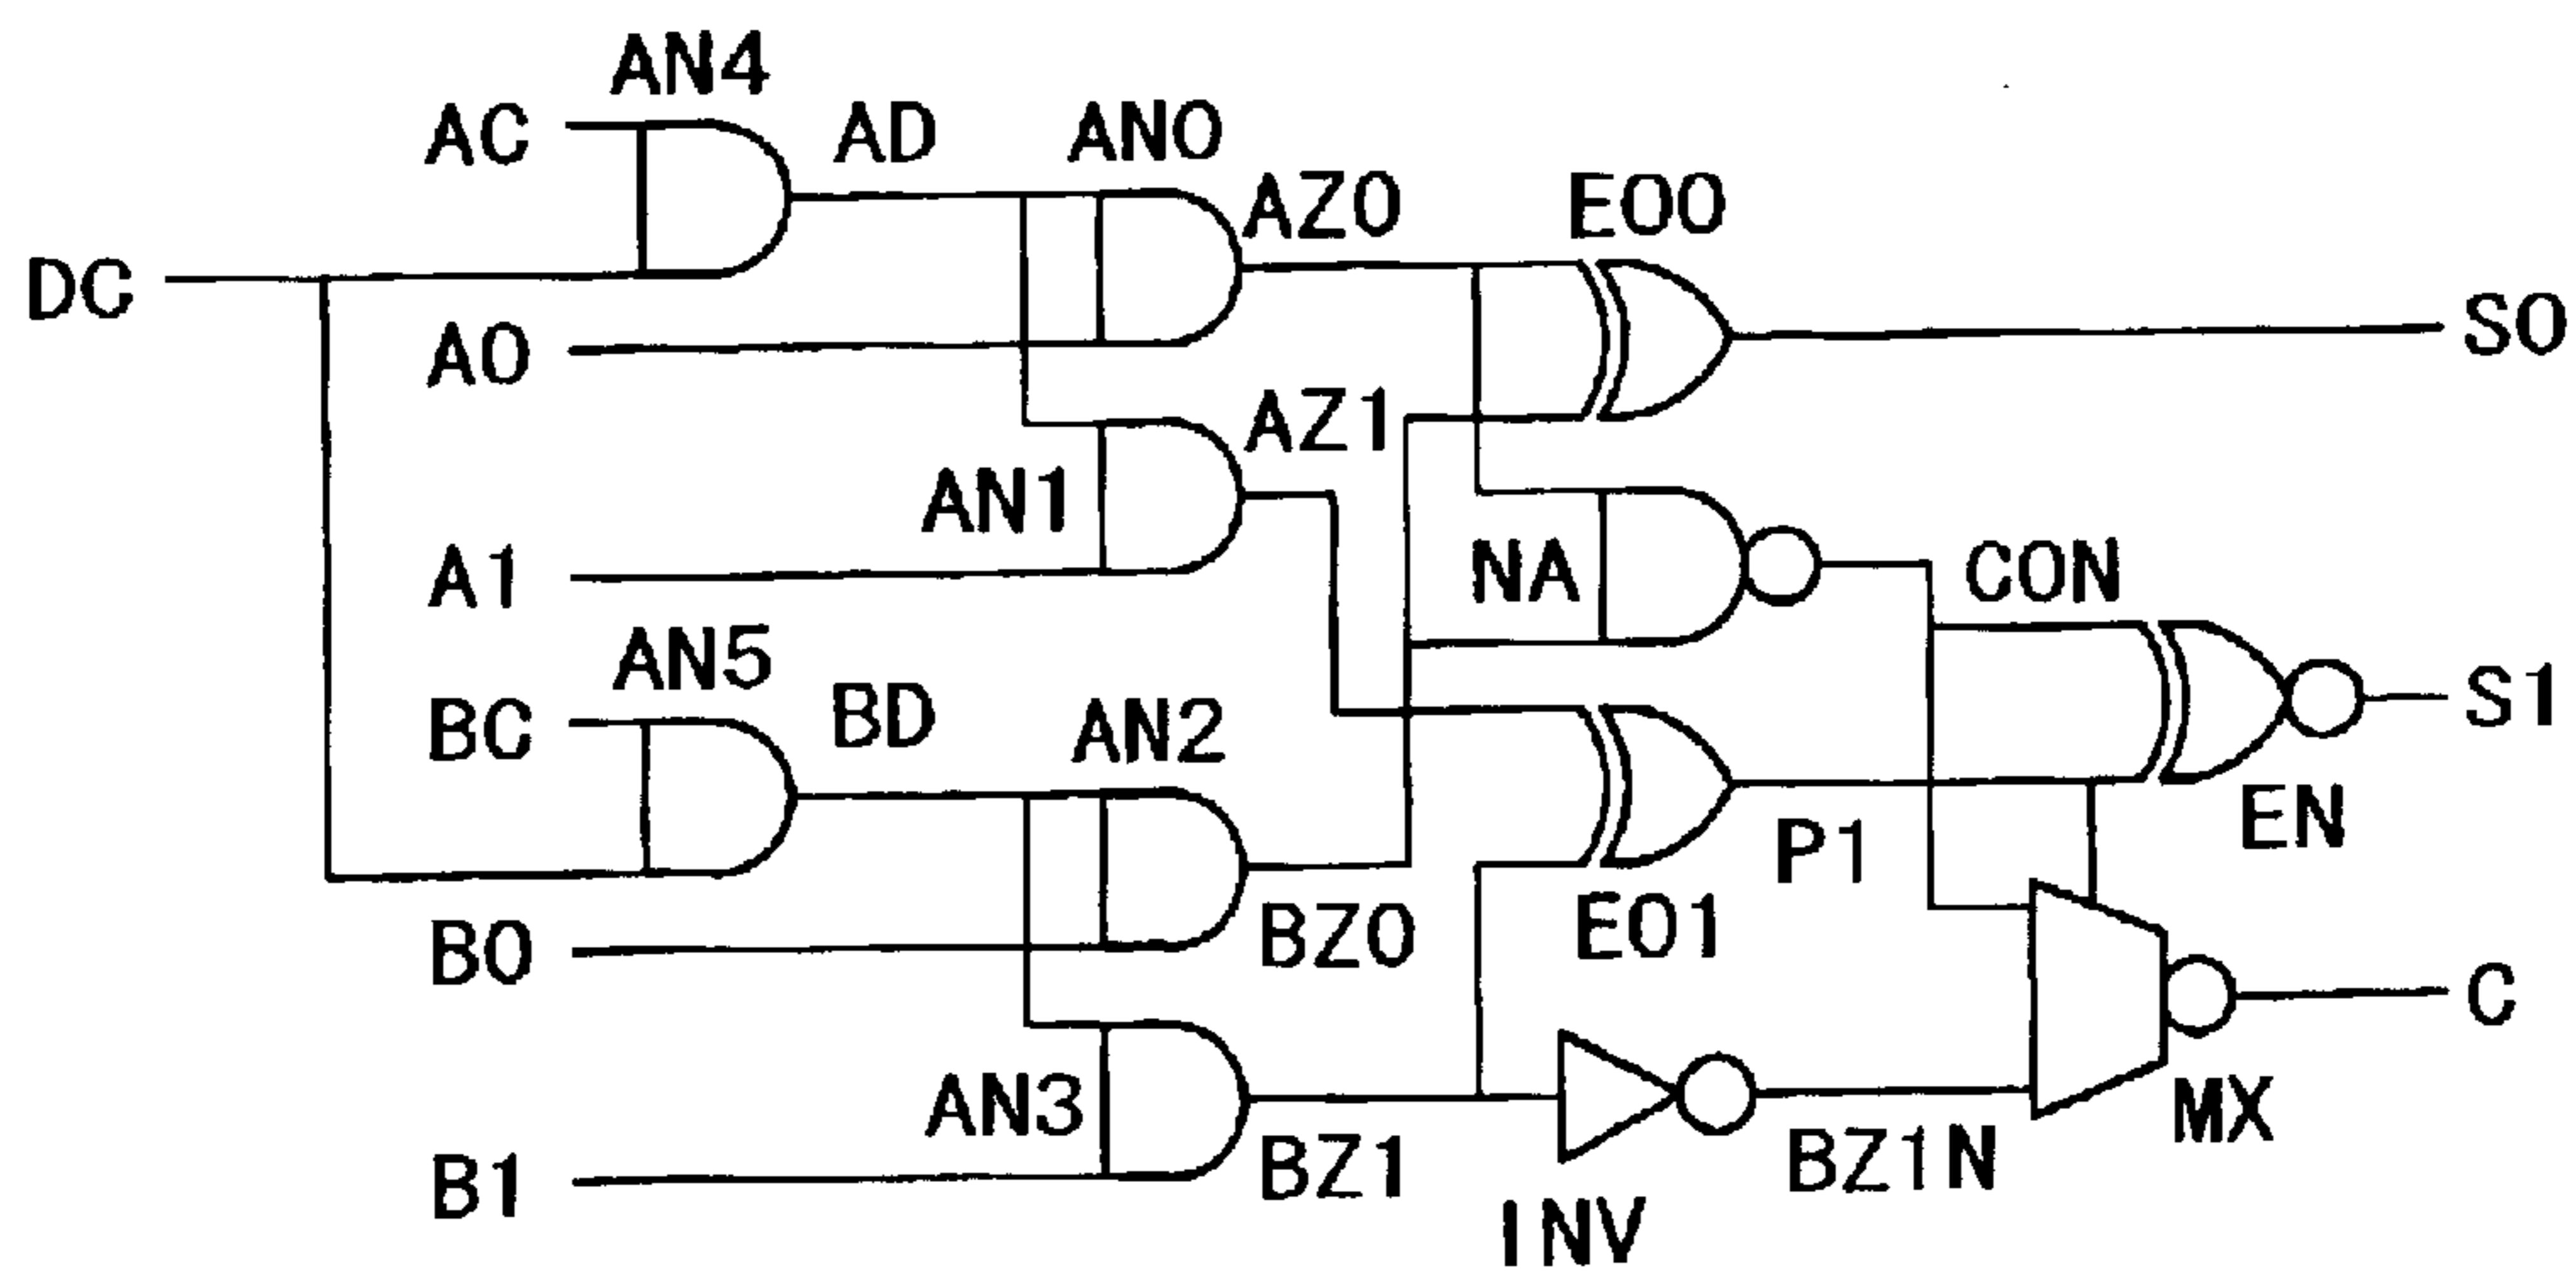 AN4
AC
AD
AN0
AZ0
EO0
DC
A0
S0
AZ1
AN1
A1
NA
CON
AN5
BC
BD
AN2
S1
EN
P1
B0
BZ0
EO1
C
AN3
B1
BZ1
INV
BZ1N
MX